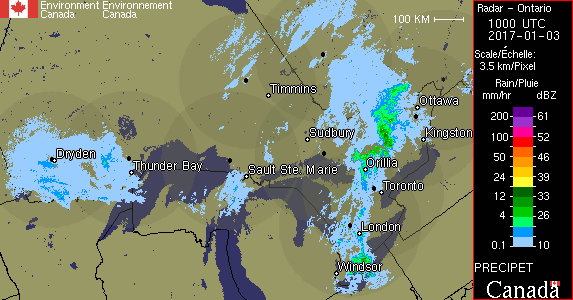 Environment Environnement
Canada Canada
100 KM
Timmins
Ottawa
Sudbury
Kingston
Dryden
Thunder Bay
Sault Ste. Marie
Orillia
Toronto
London
Windsor
Radar - Ontario
1000 UTC
2017-01-03
Scale/Échelle:
3.5 km/Pixel
Rain/Pluie
mm/hr dBZ
200 61
100 52
50 46
24 39
12 33
4 26
0.1 10
PRECIPET
Canada